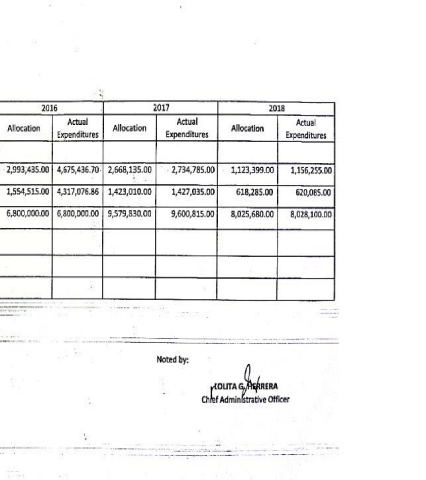 2016 2017 2018
Allocation Actual Expenditures Allocation Actual Expenditures Allocation Actual Expenditures
2,993,435.00 4,675,436.70 2,668,135.00 2,734,785.00 1,123,399.00 1,156,255.00
1,554,515.00 4,317,076.86 1,423,010.00 1,427,035.00 618,285.00 620,085.00
6,800,000.00 6,800,000.00 9,579,830.00 9,600,815.00 8,025,680.00 8,028,100.00
Noted by:
LOLITA G. HERRERA
Chief Administrative Officer